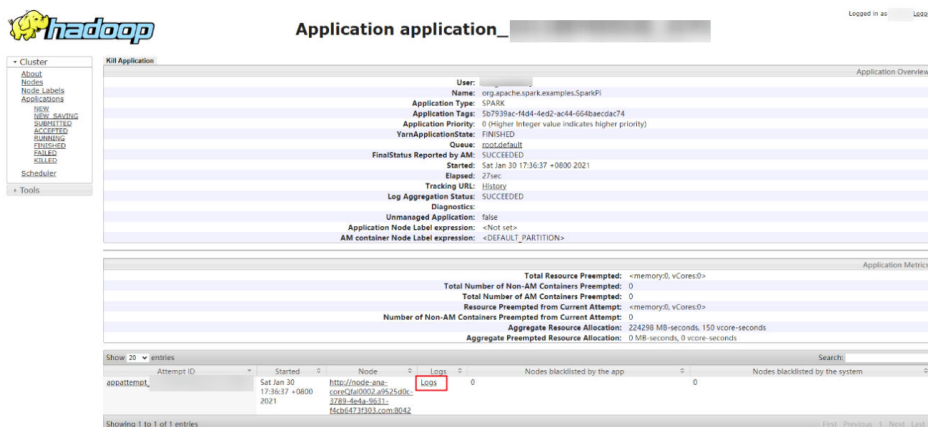 Logged in as
Logo
hadoop
Application application_
Cluster
About
Nodes
Node Labels
Applications
NEW
NEW_SAVING
SUBMITTED
ACCEPTED
RUNNING
FINISHED
FAILED
KILLED
Scheduler
Tools
Kill Application
Application Overview
User:
Name: org.apache.spark.examples.SparkPi
Application Type: SPARK
Application Tags: 5b7939ac-f4d4-4ed2-ac44-664baecdac74
Application Priority: 0 (Higher Integer value indicates higher priority)
YarnApplicationState: FINISHED
Queue: root.default
FinalStatus Reported by AM: SUCCEEDED
Started: Sat Jan 30 17:36:37 +0800 2021
Elapsed: 27sec
Tracking URL: History
Log Aggregation Status: SUCCEEDED
Diagnostics:
Unmanaged Application: false
Application Node Label expression: <Not set>
AM container Node Label expression: <DEFAULT_PARTITION>
Application Metrics
Total Resource Preempted: <memory:0, vCores:0>
Total Number of Non-AM Containers Preempted: 0
Total Number of AM Containers Preempted: 0
Resource Preempted from Current Attempt: <memory:0, vCores:0>
Number of Non-AM Containers Preempted from Current Attempt: 0
Aggregate Resource Allocation: 224298 MB-seconds, 150 vcore-seconds
Aggregate Preempted Resource Allocation: 0 MB-seconds, 0 vcore-seconds
Show 20 entries Search:
Attempt ID Started Node Logs Nodes blacklisted by the app Nodes blacklisted by the system
appattempt_ Sat Jan 30 http://node-ana- Logs 0 0
17:36:37 +0800 coreQfal0002.a9525d0c-
2021 3789-4e4a-9631-
f4cb6473f303.com:8042
Showing 1 to 1 of 1 entries First Previous 1 Next Last